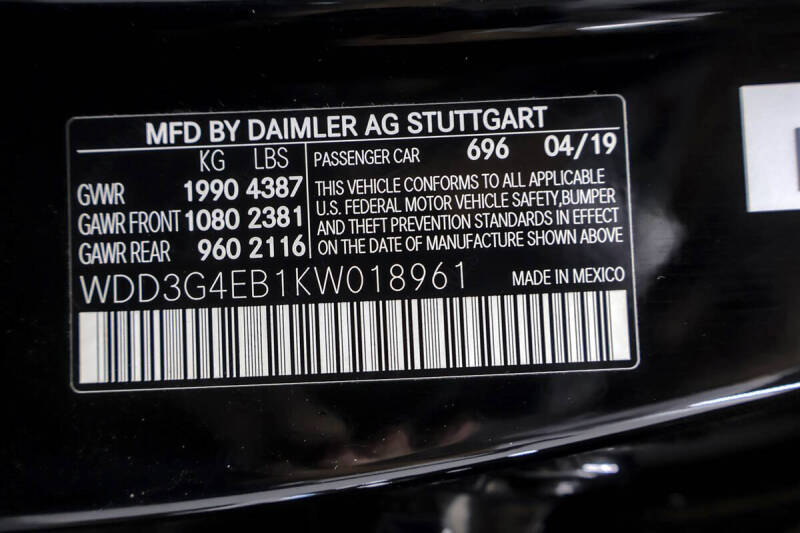 MFD BY DAIMLER AG STUTTGART
KG LBS
GVWR 1990 4387
GAWR FRONT 1080 2381
GAWR REAR 960 2116
PASSENGER CAR 696 04/19
THIS VEHICLE CONFORMS TO ALL APPLICABLE
U.S. FEDERAL MOTOR VEHICLE SAFETY,BUMPER
AND THEFT PREVENTION STANDARDS IN EFFECT
ON THE DATE OF MANUFACTURE SHOWN ABOVE
WDD3G4EB1KW018961 MADE IN MEXICO